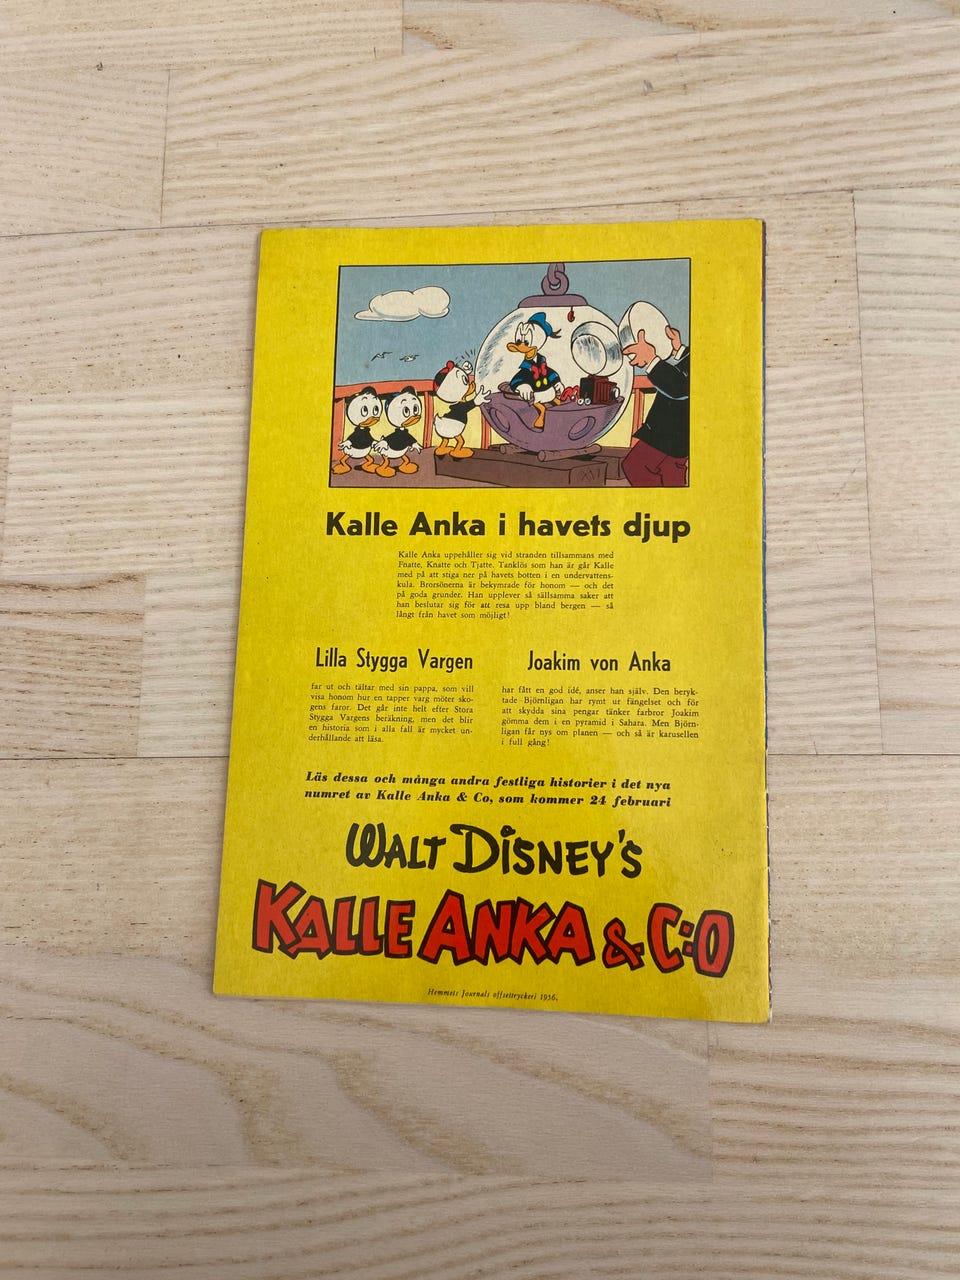 XVI
Kalle Anka i havets djup
Kalle Anka uppehåller sig vid stranden tillsammans med
Fnatte, Knatte och Tjatte. Tanklös som han är går Kalle
med på att stiga ner på havets botten i en undervattens-
kula. Brorsönerna är bekymrade för honom — och det
på goda grunder. Han upplever så sällsamma saker att
han beslutar sig för att resa upp bland bergen — så
långt från havet som möjligt!
Lilla Stygga Vargen
far ut och tältar med sin pappa, som vill
visa honom hur en tapper varg möter sko-
gens faror. Det går inte helt efter Stora
Stygga Vargens beräkning, men det blir
en historia som i alla fall är mycket un-
derhållande att läsa.
Joakim von Anka
har fått en god idé, anser han själv. Den beryk-
tade Björnligan har rymt ur fängelset och för
att skydda sina pengar tänker farbror Joakim
gömma dem i en pyramid i Sahara. Men Björn-
ligan får nys om planen — och så är karusellen
i full gång!
Läs dessa och många andra festliga historier i det nya
numret av Kalle Anka & Co, som kommer 24 februari
WALT DISNEY'S
KALLE ANKA & C:O
Hemmets Journals offsettryckeri 1956.